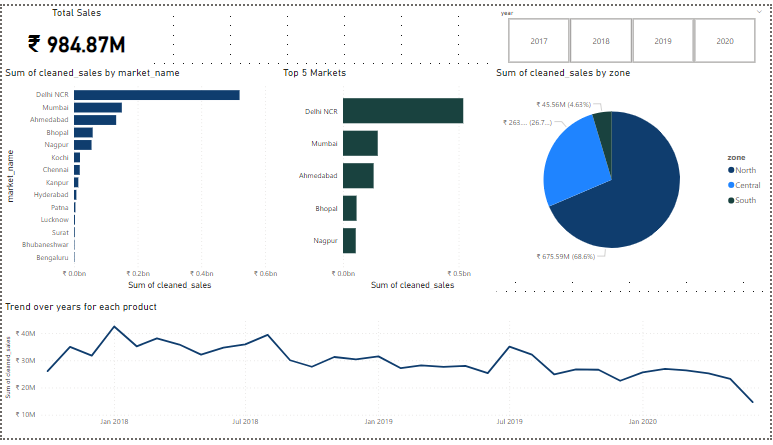 Total Sales
₹ 984.87M
year
2017 2018 2019 2020
Sum of cleaned_sales by market_name
market_name
Delhi NCR
Mumbai
Ahmedabad
Bhopal
Nagpur
Kochi
Chennai
Kanpur
Hyderabad
Patna
Lucknow
Surat
Bhubaneshwar
Bengaluru
₹ 0.0bn ₹ 0.2bn ₹ 0.4bn ₹ 0.6bn
Sum of cleaned_sales
Top 5 Markets
Delhi NCR
Mumbai
Ahmedabad
Bhopal
Nagpur
₹ 0.0bn ₹ 0.5bn
Sum of cleaned_sales
Sum of cleaned_sales by zone
₹ 45.56M (4.63%)
₹ 263.... (26.7...)
₹ 675.59M (68.6%)
zone
North
Central
South
Trend over years for each product
Sum of cleaned_sales
₹ 40M
₹ 30M
₹ 20M
₹ 10M
Jan 2018 Jul 2018 Jan 2019 Jul 2019 Jan 2020